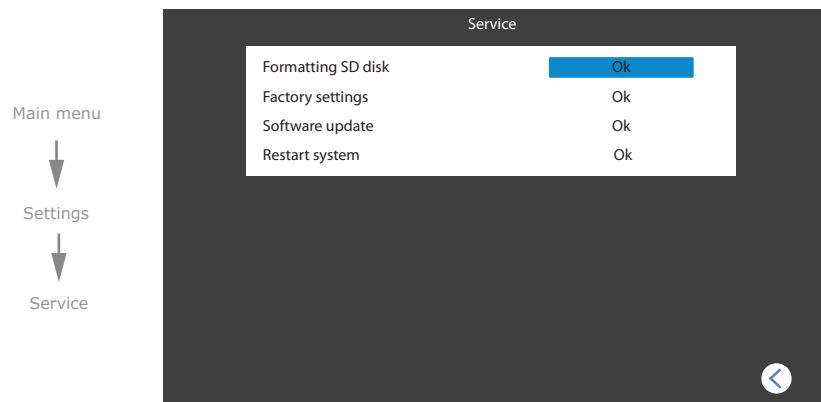 Main menu
Settings
Service
Service
Formatting SD disk Ok
Factory settings Ok
Software update Ok
Restart system Ok